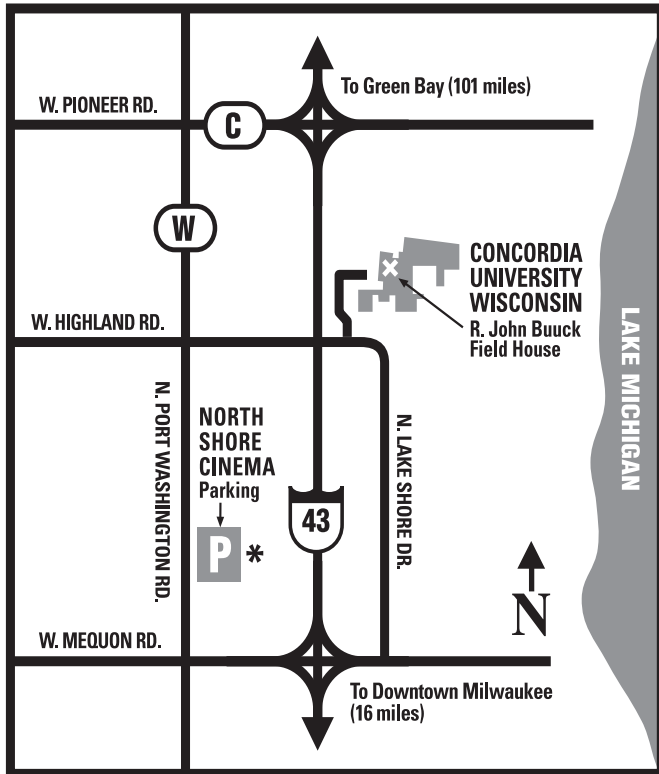 To Green Bay (101 miles)
W. PIONEER RD.
C
W
CONCORDIA
UNIVERSITY
WISCONSIN
R. John Buuck
Field House
W. HIGHLAND RD.
LAKE MICHIGAN
N. PORT WASHINGTON RD.
NORTH
SHORE
CINEMA
Parking
P *
43
N. LAKE SHORE DR.
N
W. MEQUON RD.
To Downtown Milwaukee
(16 miles)